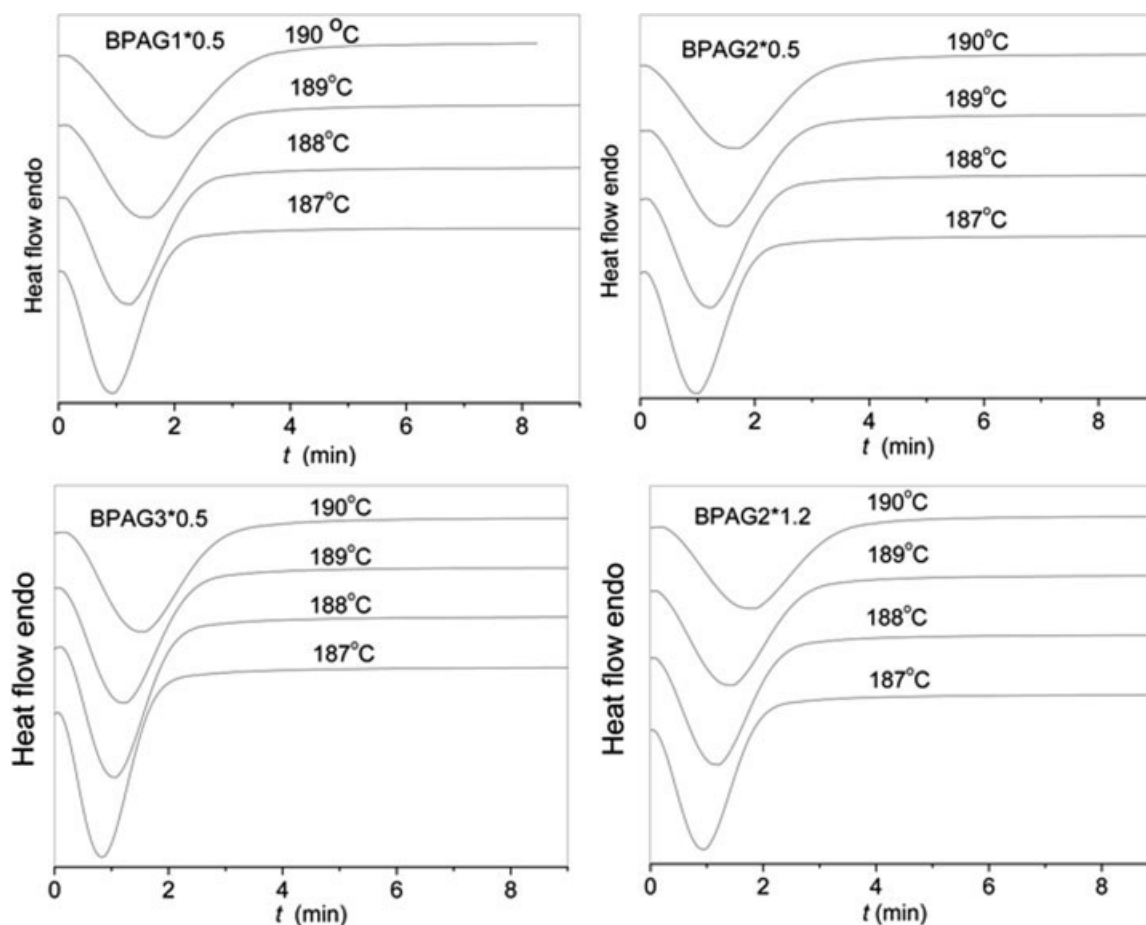 BPAG1*0.5
190 °C
189°C
188°C
187°C
Heat flow endo
0 2 4 6 8
t (min)
BPAG2*0.5
190°C
189°C
188°C
187°C
Heat flow endo
0 2 4 6 8
t (min)
BPAG3*0.5
190°C
189°C
188°C
187°C
Heat flow endo
0 2 4 6 8
t (min)
BPAG2*1.2
190°C
189°C
188°C
187°C
Heat flow endo
0 2 4 6 8
t (min)